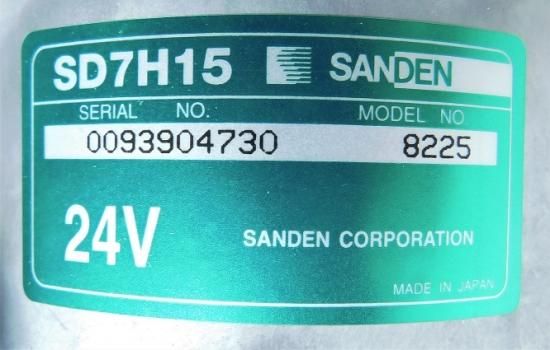 SD7H15 SANDEN
SERIAL NO. MODEL NO.
0093904730 8225
24V SANDEN CORPORATION
MADE IN JAPAN